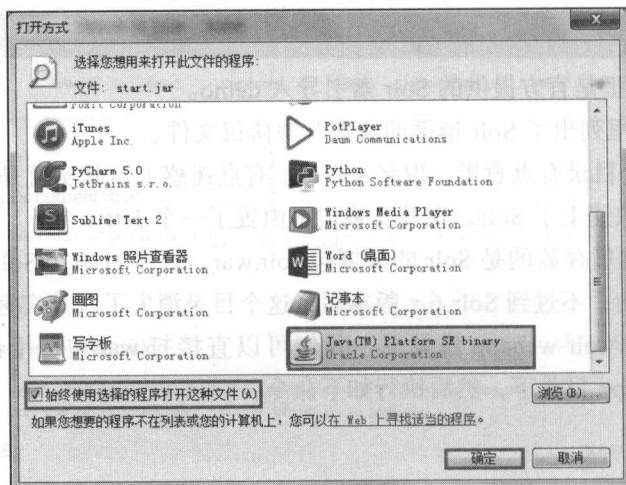 打开方式
选择您想用来打开此文件的程序:
文件: start.jar
Foxit Corporation
iTunes
Apple Inc.
PotPlayer
Daum Communications
PyCharm 5.0
JetBrains s.r.o.
Python
Python Software Foundation
Sublime Text 2
Windows Media Player
Microsoft Corporation
Windows 照片查看器
Microsoft Corporation
Word (桌面)
Microsoft Corporation
画图
Microsoft Corporation
记事本
Microsoft Corporation
写字板
Microsoft Corporation
Java(TM) Platform SE binary
Oracle Corporation
始终使用选择的程序打开这种文件(A)
浏览(B)...
如果您想要的程序不在列表或您的计算机上，您可以在 Web 上寻找适当的程序。
确定
取消